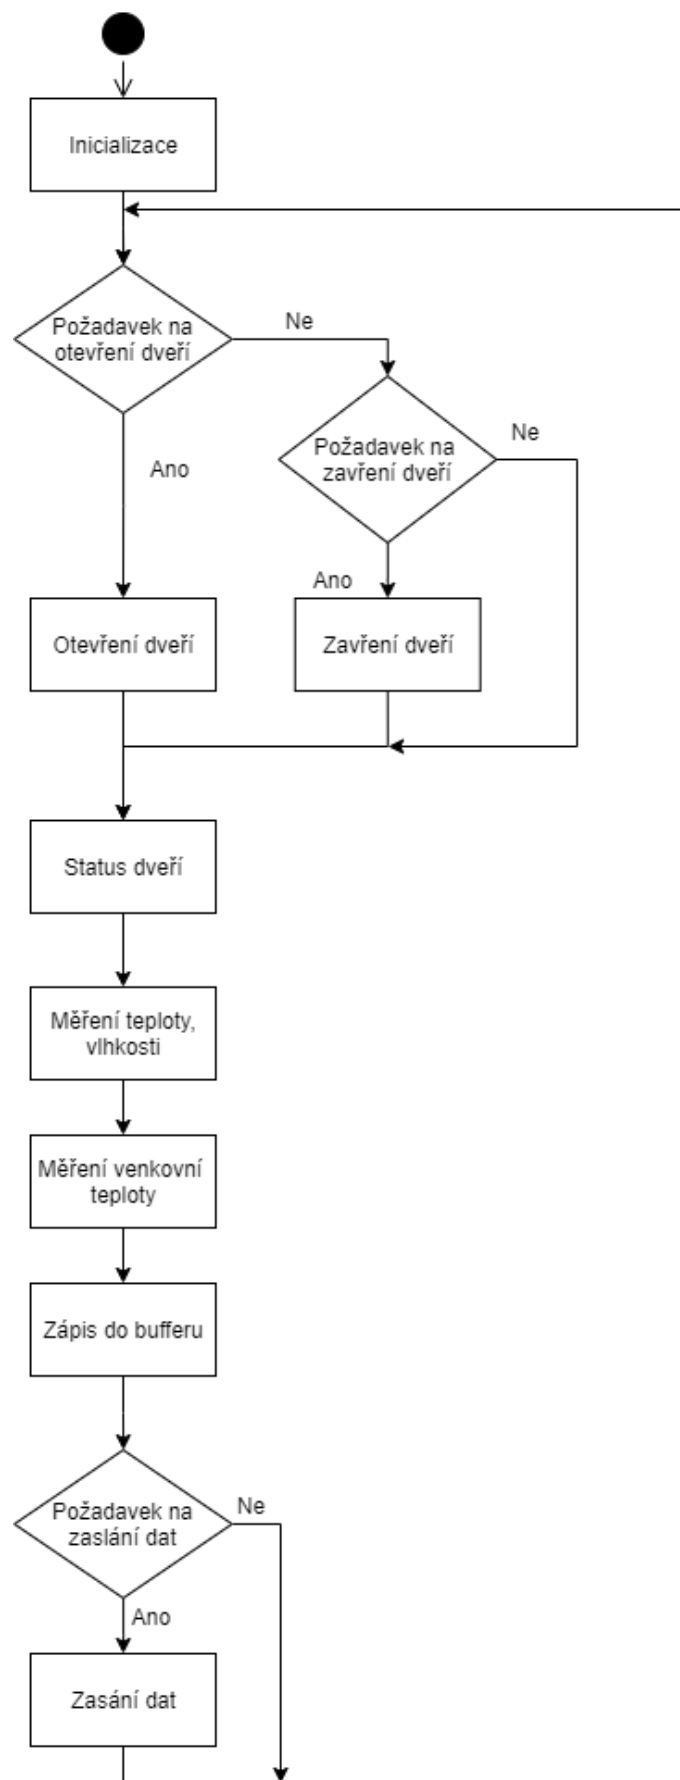 Inicializace
Požadavek na
otevření dveří
Ne
Požadavek na
zavření dveří
Ne
Ano
Ano
Otevření dveří
Zavření dveří
Status dveří
Měření teploty,
vlhkosti
Měření venkovní
teploty
Zápis do bufferu
Požadavek na
zaslání dat
Ne
Ano
Zasání dat